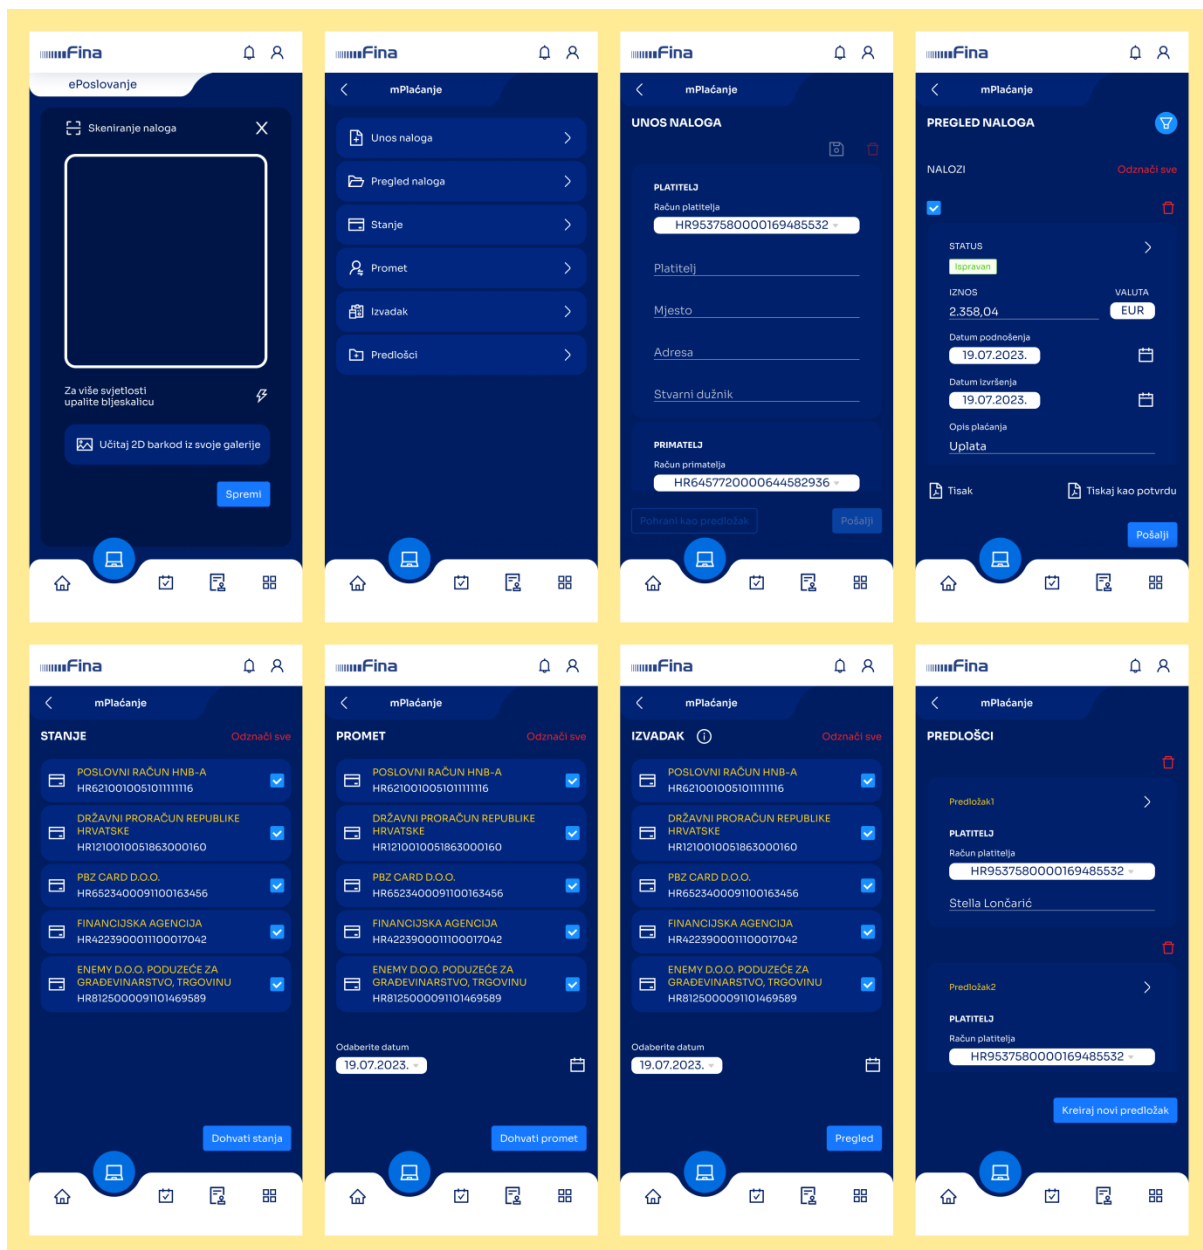 Fina
ePoslovanje
Skeniranje naloga
Za više svjetlosti
upalite bljeskalicu
Učitaj 2D barkod iz svoje galerije
Spremi
Fina
mPlaćanje
Unos naloga
Pregled naloga
Stanje
Promet
Izvadak
Predlošci
Fina
mPlaćanje
UNOS NALOGA
PLATITELJ
Račun platitelja
HR9537580000169485532
Platitelj
Mjesto
Adresa
Stvarni dužnik
PRIMATELJ
Račun primatelja
HR6457720000644582936
Pohrani kao predložak
Pošalji
Fina
mPlaćanje
PREGLED NALOGA
NALOZI
Odznači sve
STATUS
Ispravan
IZNOS
VALUTA
2.358,04
EUR
Datum podnošenja
19.07.2023.
Datum izvršenja
19.07.2023.
Opis plaćanja
Uplata
Tisak
Tiskaj kao potvrdu
Pošalji
Fina
mPlaćanje
STANJE
Odznači sve
POSLOVNI RAČUN HNB-A
HR6210010051011111116
DRŽAVNI PRORAČUN REPUBLIKE
HRVATSKE
HR1210010051863000160
PBZ CARD D.O.O.
HR6523400091100163456
FINANCIJSKA AGENCIJA
HR4223900011100017042
ENEMY D.O.O. PODUZEĆE ZA
GRAĐEVINARSTVO, TRGOVINU
HR8125000091101469589
Dohvati stanja
Fina
mPlaćanje
PROMET
Odznači sve
POSLOVNI RAČUN HNB-A
HR6210010051011111116
DRŽAVNI PRORAČUN REPUBLIKE
HRVATSKE
HR1210010051863000160
PBZ CARD D.O.O.
HR6523400091100163456
FINANCIJSKA AGENCIJA
HR4223900011100017042
ENEMY D.O.O. PODUZEĆE ZA
GRAĐEVINARSTVO, TRGOVINU
HR8125000091101469589
Odaberite datum
19.07.2023.
Dohvati promet
Fina
mPlaćanje
IZVADAK
Odznači sve
POSLOVNI RAČUN HNB-A
HR6210010051011111116
DRŽAVNI PRORAČUN REPUBLIKE
HRVATSKE
HR1210010051863000160
PBZ CARD D.O.O.
HR6523400091100163456
FINANCIJSKA AGENCIJA
HR4223900011100017042
ENEMY D.O.O. PODUZEĆE ZA
GRAĐEVINARSTVO, TRGOVINU
HR8125000091101469589
Odaberite datum
19.07.2023.
Pregled
Fina
mPlaćanje
PREDLOŠCI
Predložak1
PLATITELJ
Račun platitelja
HR9537580000169485532
Stella Lončarić
Predložak2
PLATITELJ
Račun platitelja
HR9537580000169485532
Kreiraj novi predložak